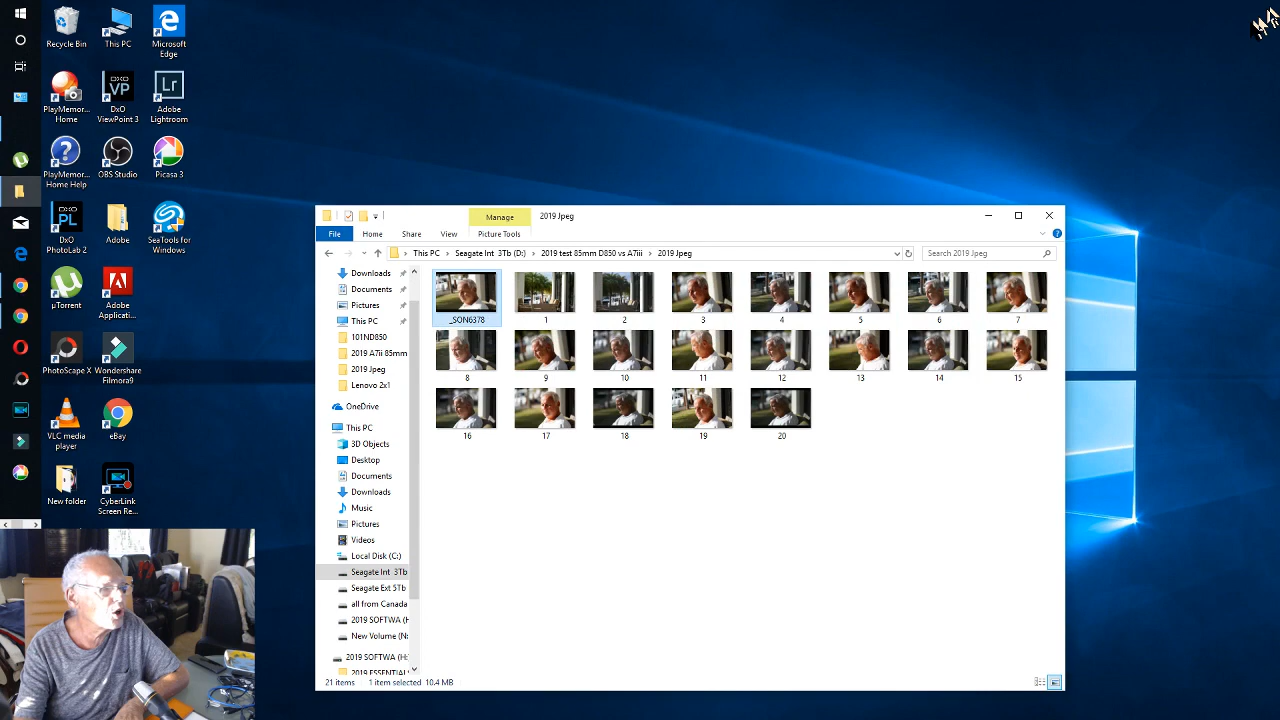 Recycle Bin
This PC
Microsoft Edge
PlayMemor... Home
DxO ViewPoint 3
Adobe Lightroom
PlayMemor... Home Help
OBS Studio
Picasa 3
DxO PhotoLab 2
Adobe
SeaTools for Windows
µTorrent
Adobe Applicati...
PhotoScape X
Wondershare Filmora9
VLC media player
eBay
New folder
CyberLink Screen Re...
Manage
2019 Jpeg
File
Home
Share
View
Picture Tools
This PC
Seagate Int 3Tb (D:)
2019 test 85mm D850 vs A7iii
2019 Jpeg
Search 2019 Jpeg
Downloads
Documents
Pictures
This PC
101ND850
2019 A7ii 85mm
2019 Jpeg
Lenovo 2x1
OneDrive
This PC
3D Objects
Desktop
Documents
Downloads
Music
Pictures
Videos
Local Disk (C:)
Seagate Int 3Tb
Seagate Ext 5Tb
all from Canada
2019 SOFTWA (H
New Volume (N:
2019 SOFTWA (H:
2019 ESSENTIAL
_SON6378
1
2
3
4
5
6
7
8
9
10
11
12
13
14
15
16
17
18
19
20
21 items
1 item selected
10.4 MB